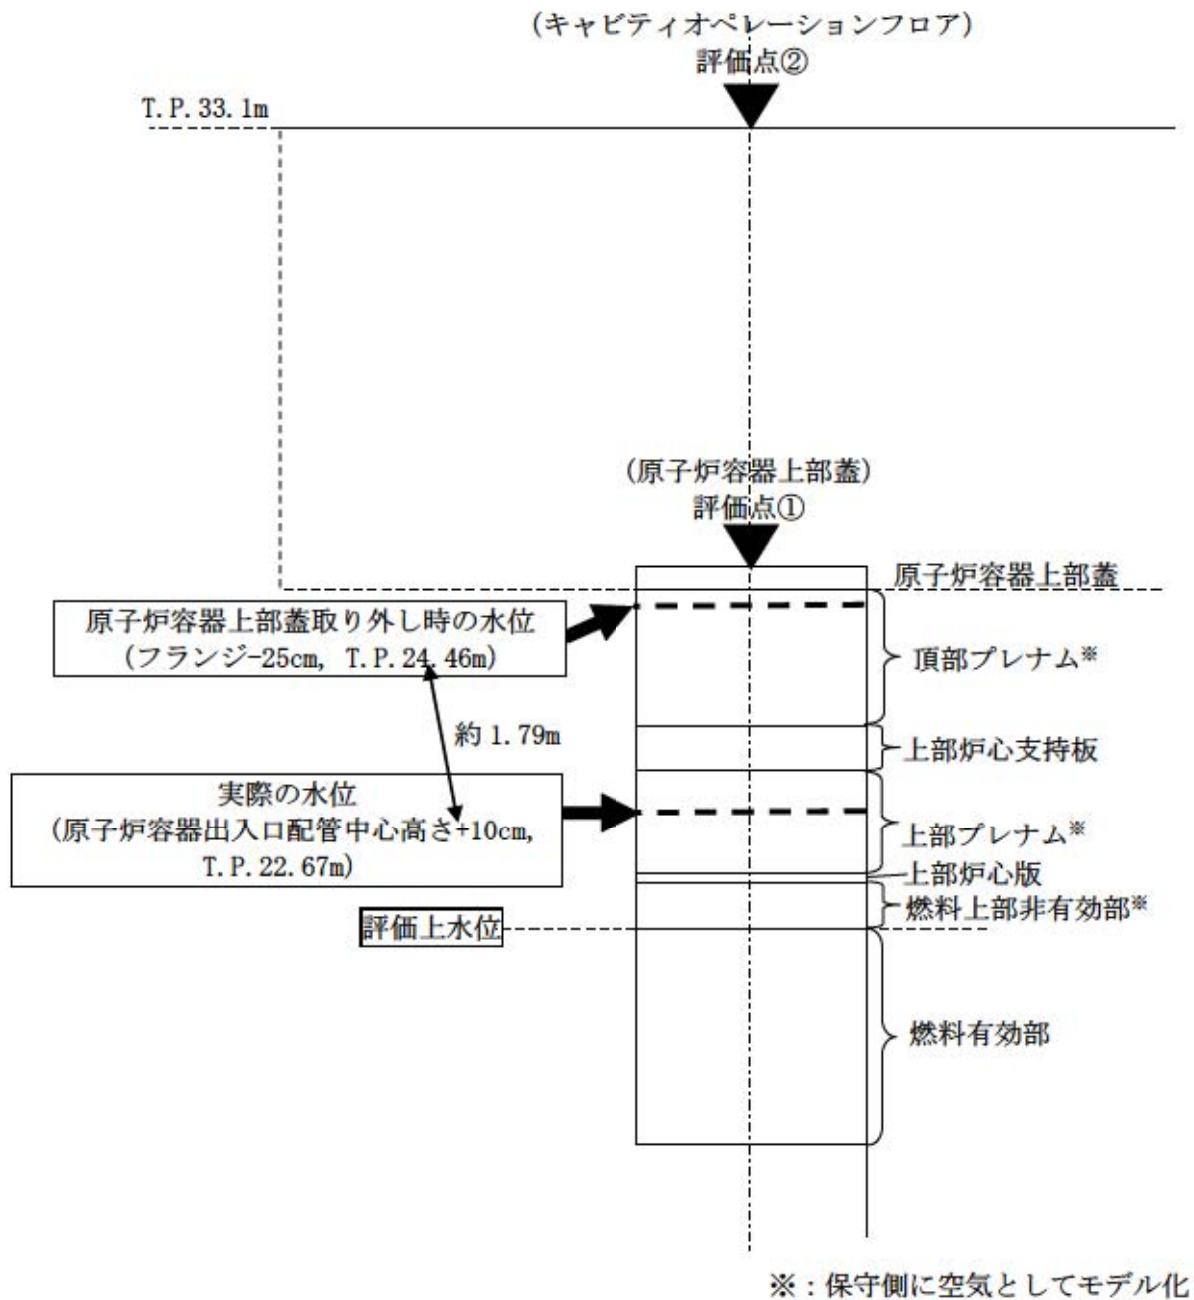 (キャビティオペレーションフロア)
評価点②
T.P.33.1m
(原子炉容器上部蓋)
評価点①
原子炉容器上部蓋
原子炉容器上部蓋取り外し時の水位
(フランジ-25cm, T.P.24.46m)
頂部プレナム※
約1.79m
上部炉心支持板
実際の水位
(原子炉容器出入口配管中心高さ+10cm,
T.P.22.67m)
上部プレナム※
上部炉心版
燃料上部非有効部※
評価上水位
燃料有効部
※:保守側に空気としてモデル化